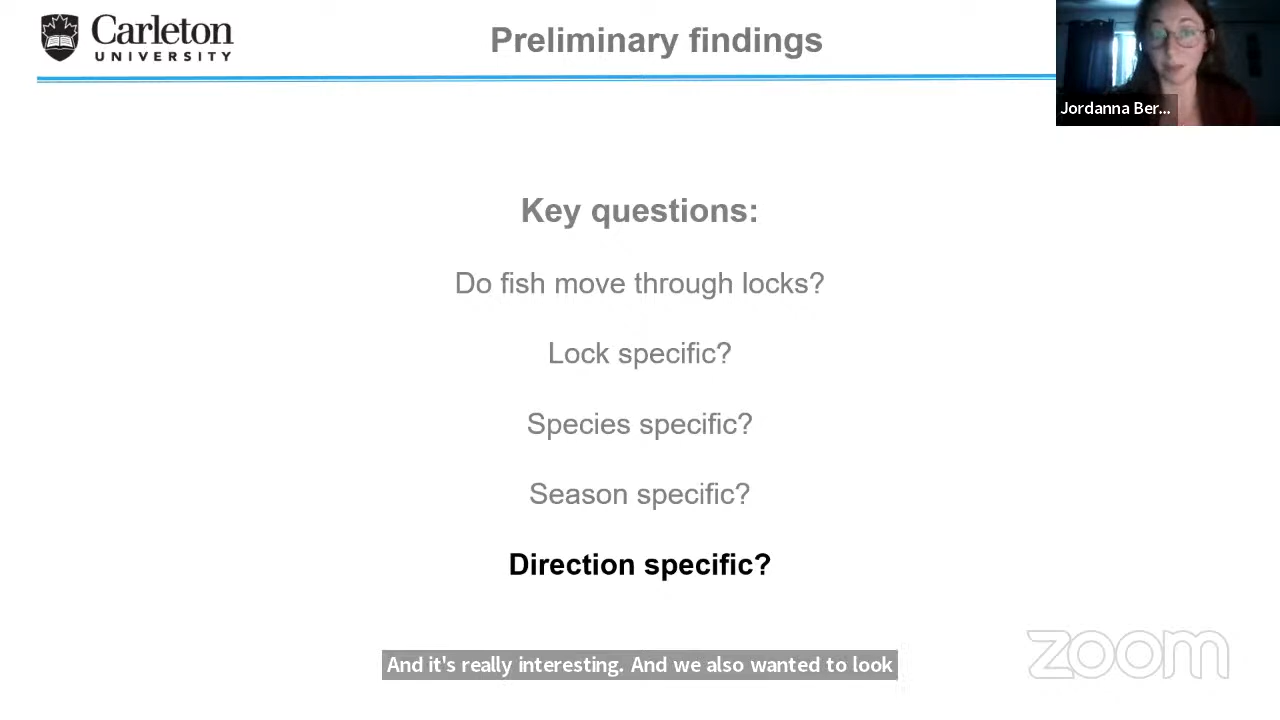 Carleton
UNIVERSITY
Preliminary findings
Jordanna Ber...
Key questions:
Do fish move through locks?
Lock specific?
Species specific?
Season specific?
Direction specific?
And it's really interesting. And we also wanted to look
zoom